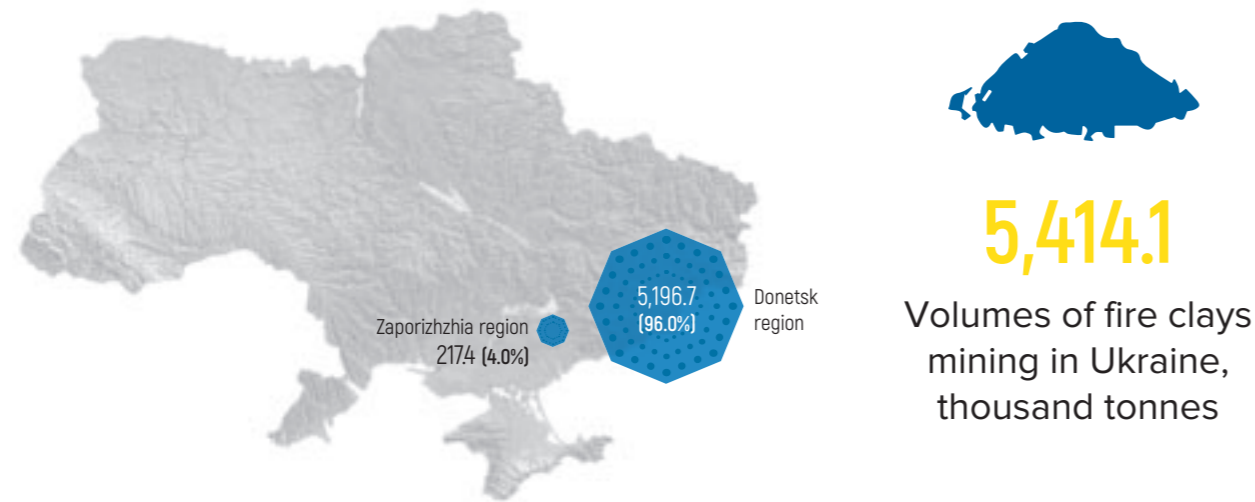 Zaporizhzhia region
217.4 (4.0%)
5,196.7
(96.0%)
Donetsk
region
5,414.1
Volumes of fire clays
mining in Ukraine,
thousand tonnes